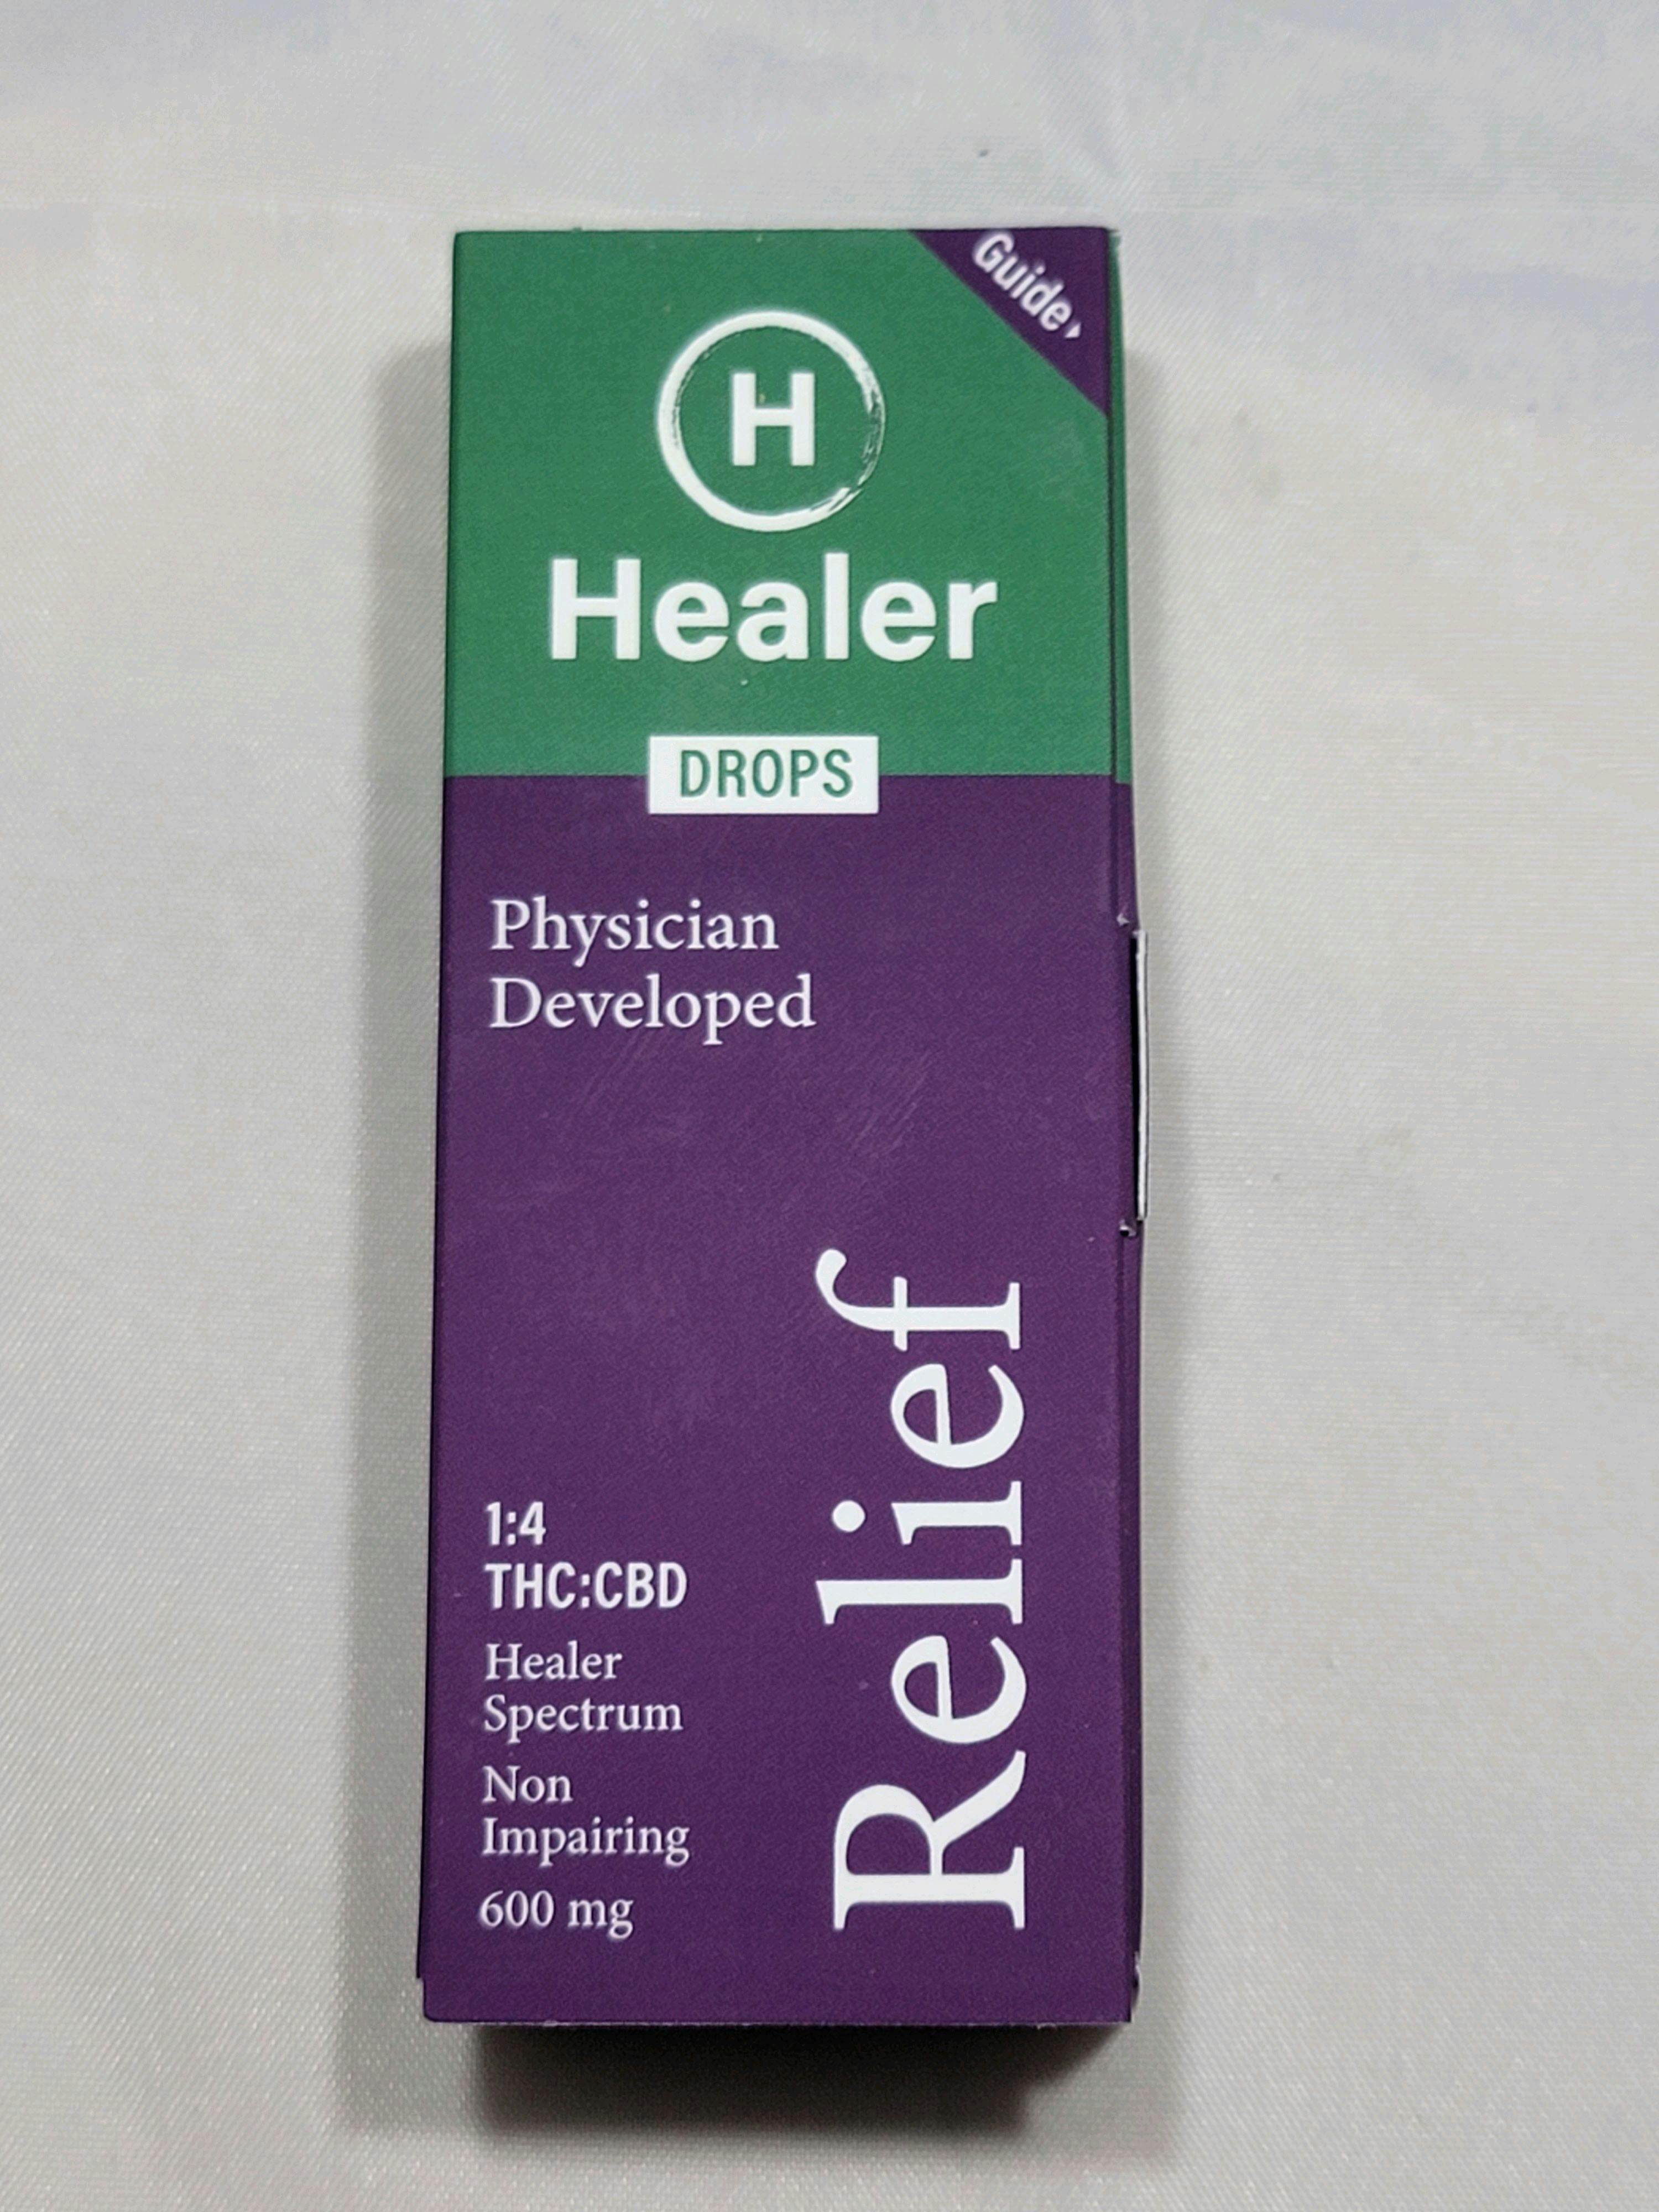 Guide
H
Healer
DROPS
Physician
Developed
Relief
1:4
THC:CBD
Healer
Spectrum
Non
Impairing
600 mg